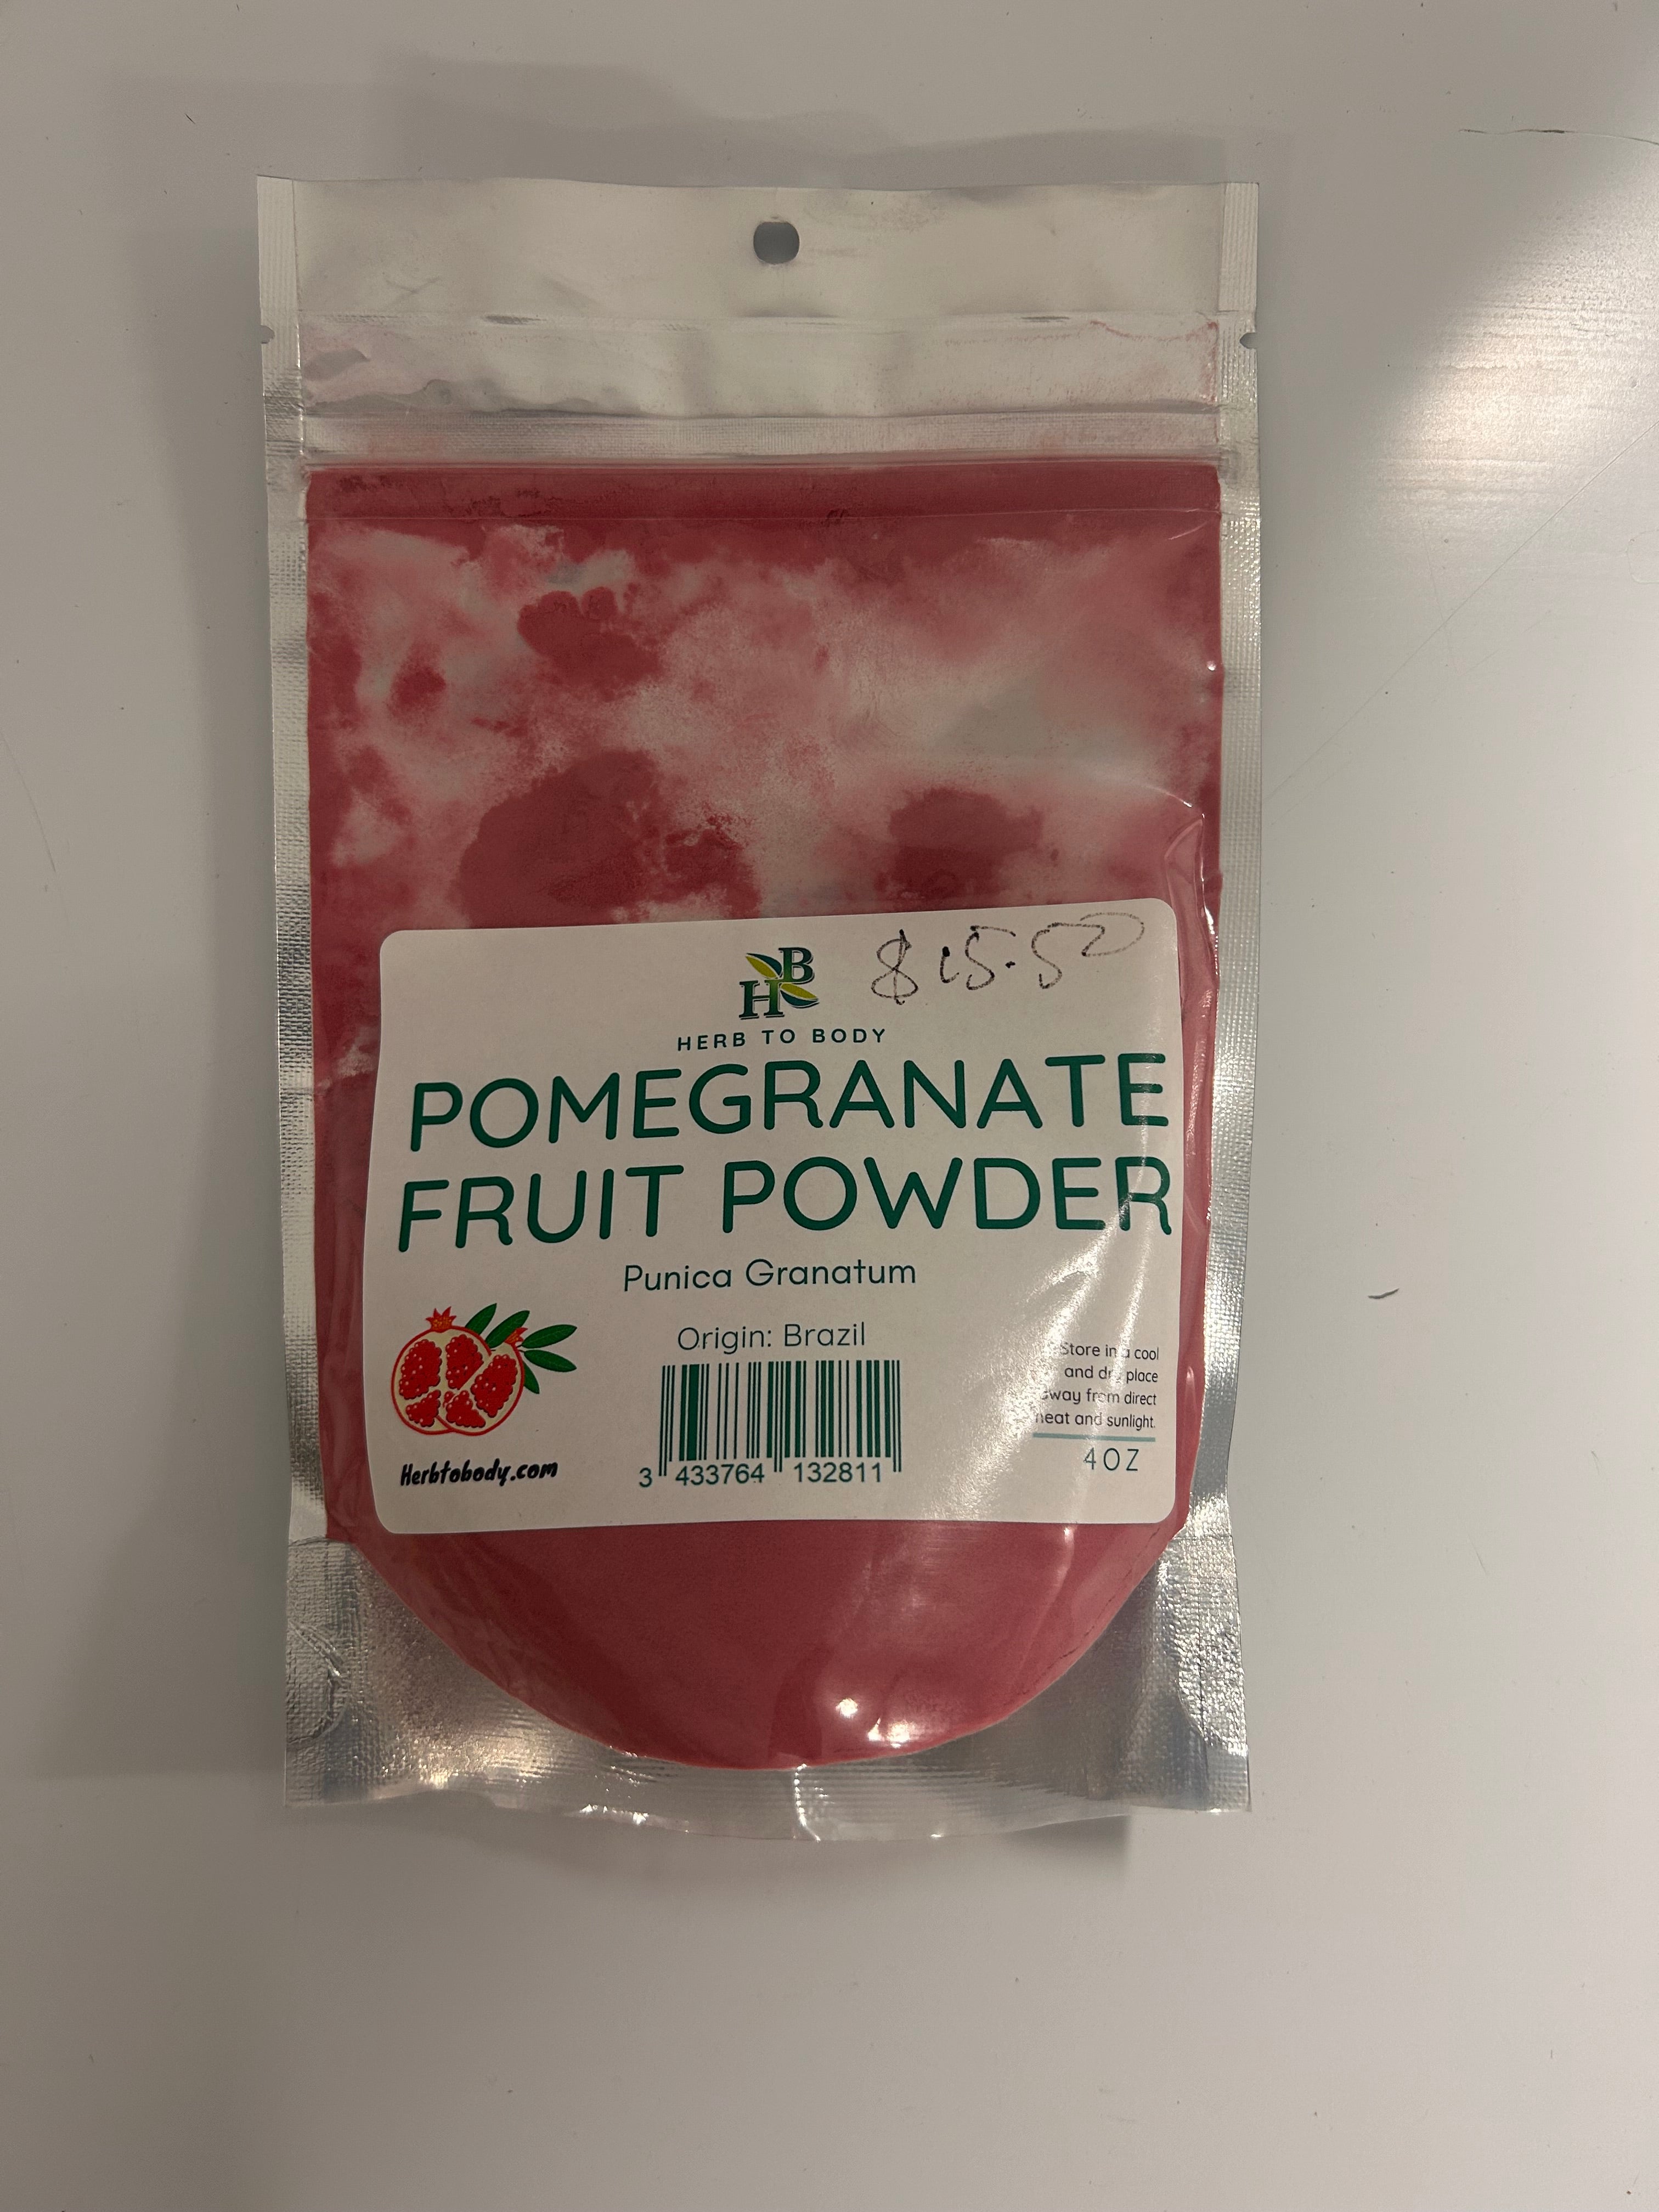 HB
$15.50
HERB TO BODY
POMEGRANATE
FRUIT POWDER
Punica Granatum
Origin: Brazil
Store in a cool
and dry place
away from direct
heat and sunlight.
4OZ
Herbtobody.com
3 433764 132811